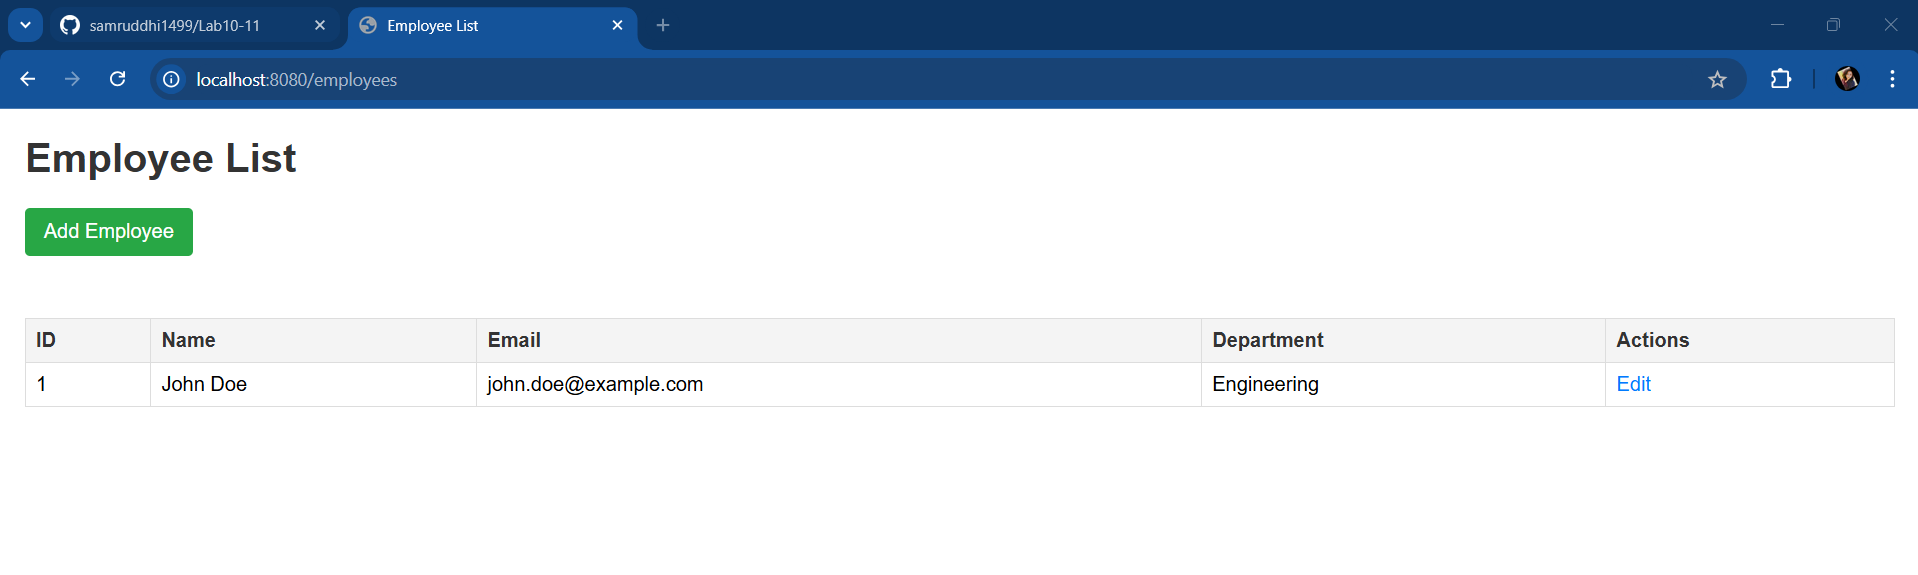 samruddhi1499/Lab10-11
Employee List
localhost:8080/employees
Employee List
Add Employee
ID Name Email Department Actions
1 John Doe john.doe@example.com Engineering Edit